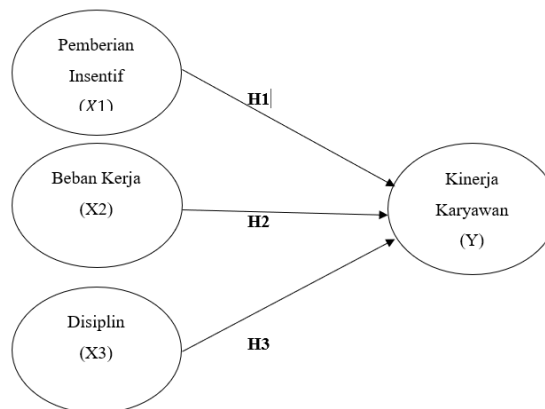 Pemberian
Insentif
(X1)
H1
Beban Kerja
(X2)
H2
Kinerja
Karyawan
(Y)
Disiplin
(X3)
H3